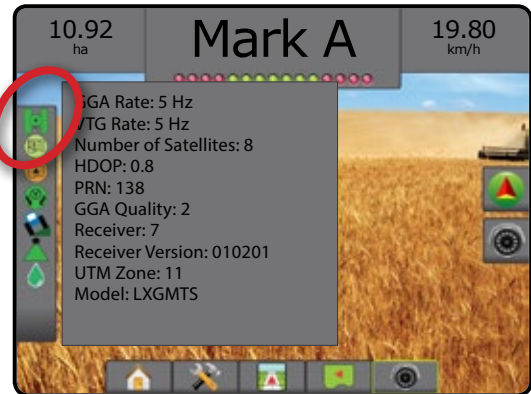 10.92
ha
Mark A
19.80
km/h
GGA Rate: 5 Hz
VTG Rate: 5 Hz
Number of Satellites: 8
HDOP: 0.8
PRN: 138
GGA Quality: 2
Receiver: 7
Receiver Version: 010201
UTM Zone: 11
Model: LXGMTS